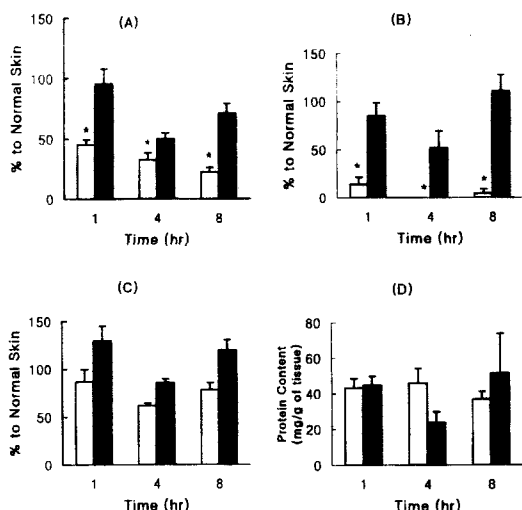 (A)
% to Normal Skin
150
100
50
0
*
*
*
1 4 8
Time (hr)
(B)
% to Normal Skin
150
100
50
0
*
*
*
1 4 8
Time (hr)
(C)
% to Normal Skin
150
100
50
0
1 4 8
Time (hr)
(D)
Protein Content
(mg/g of tissue)
80
60
40
20
0
1 4 8
Time (hr)